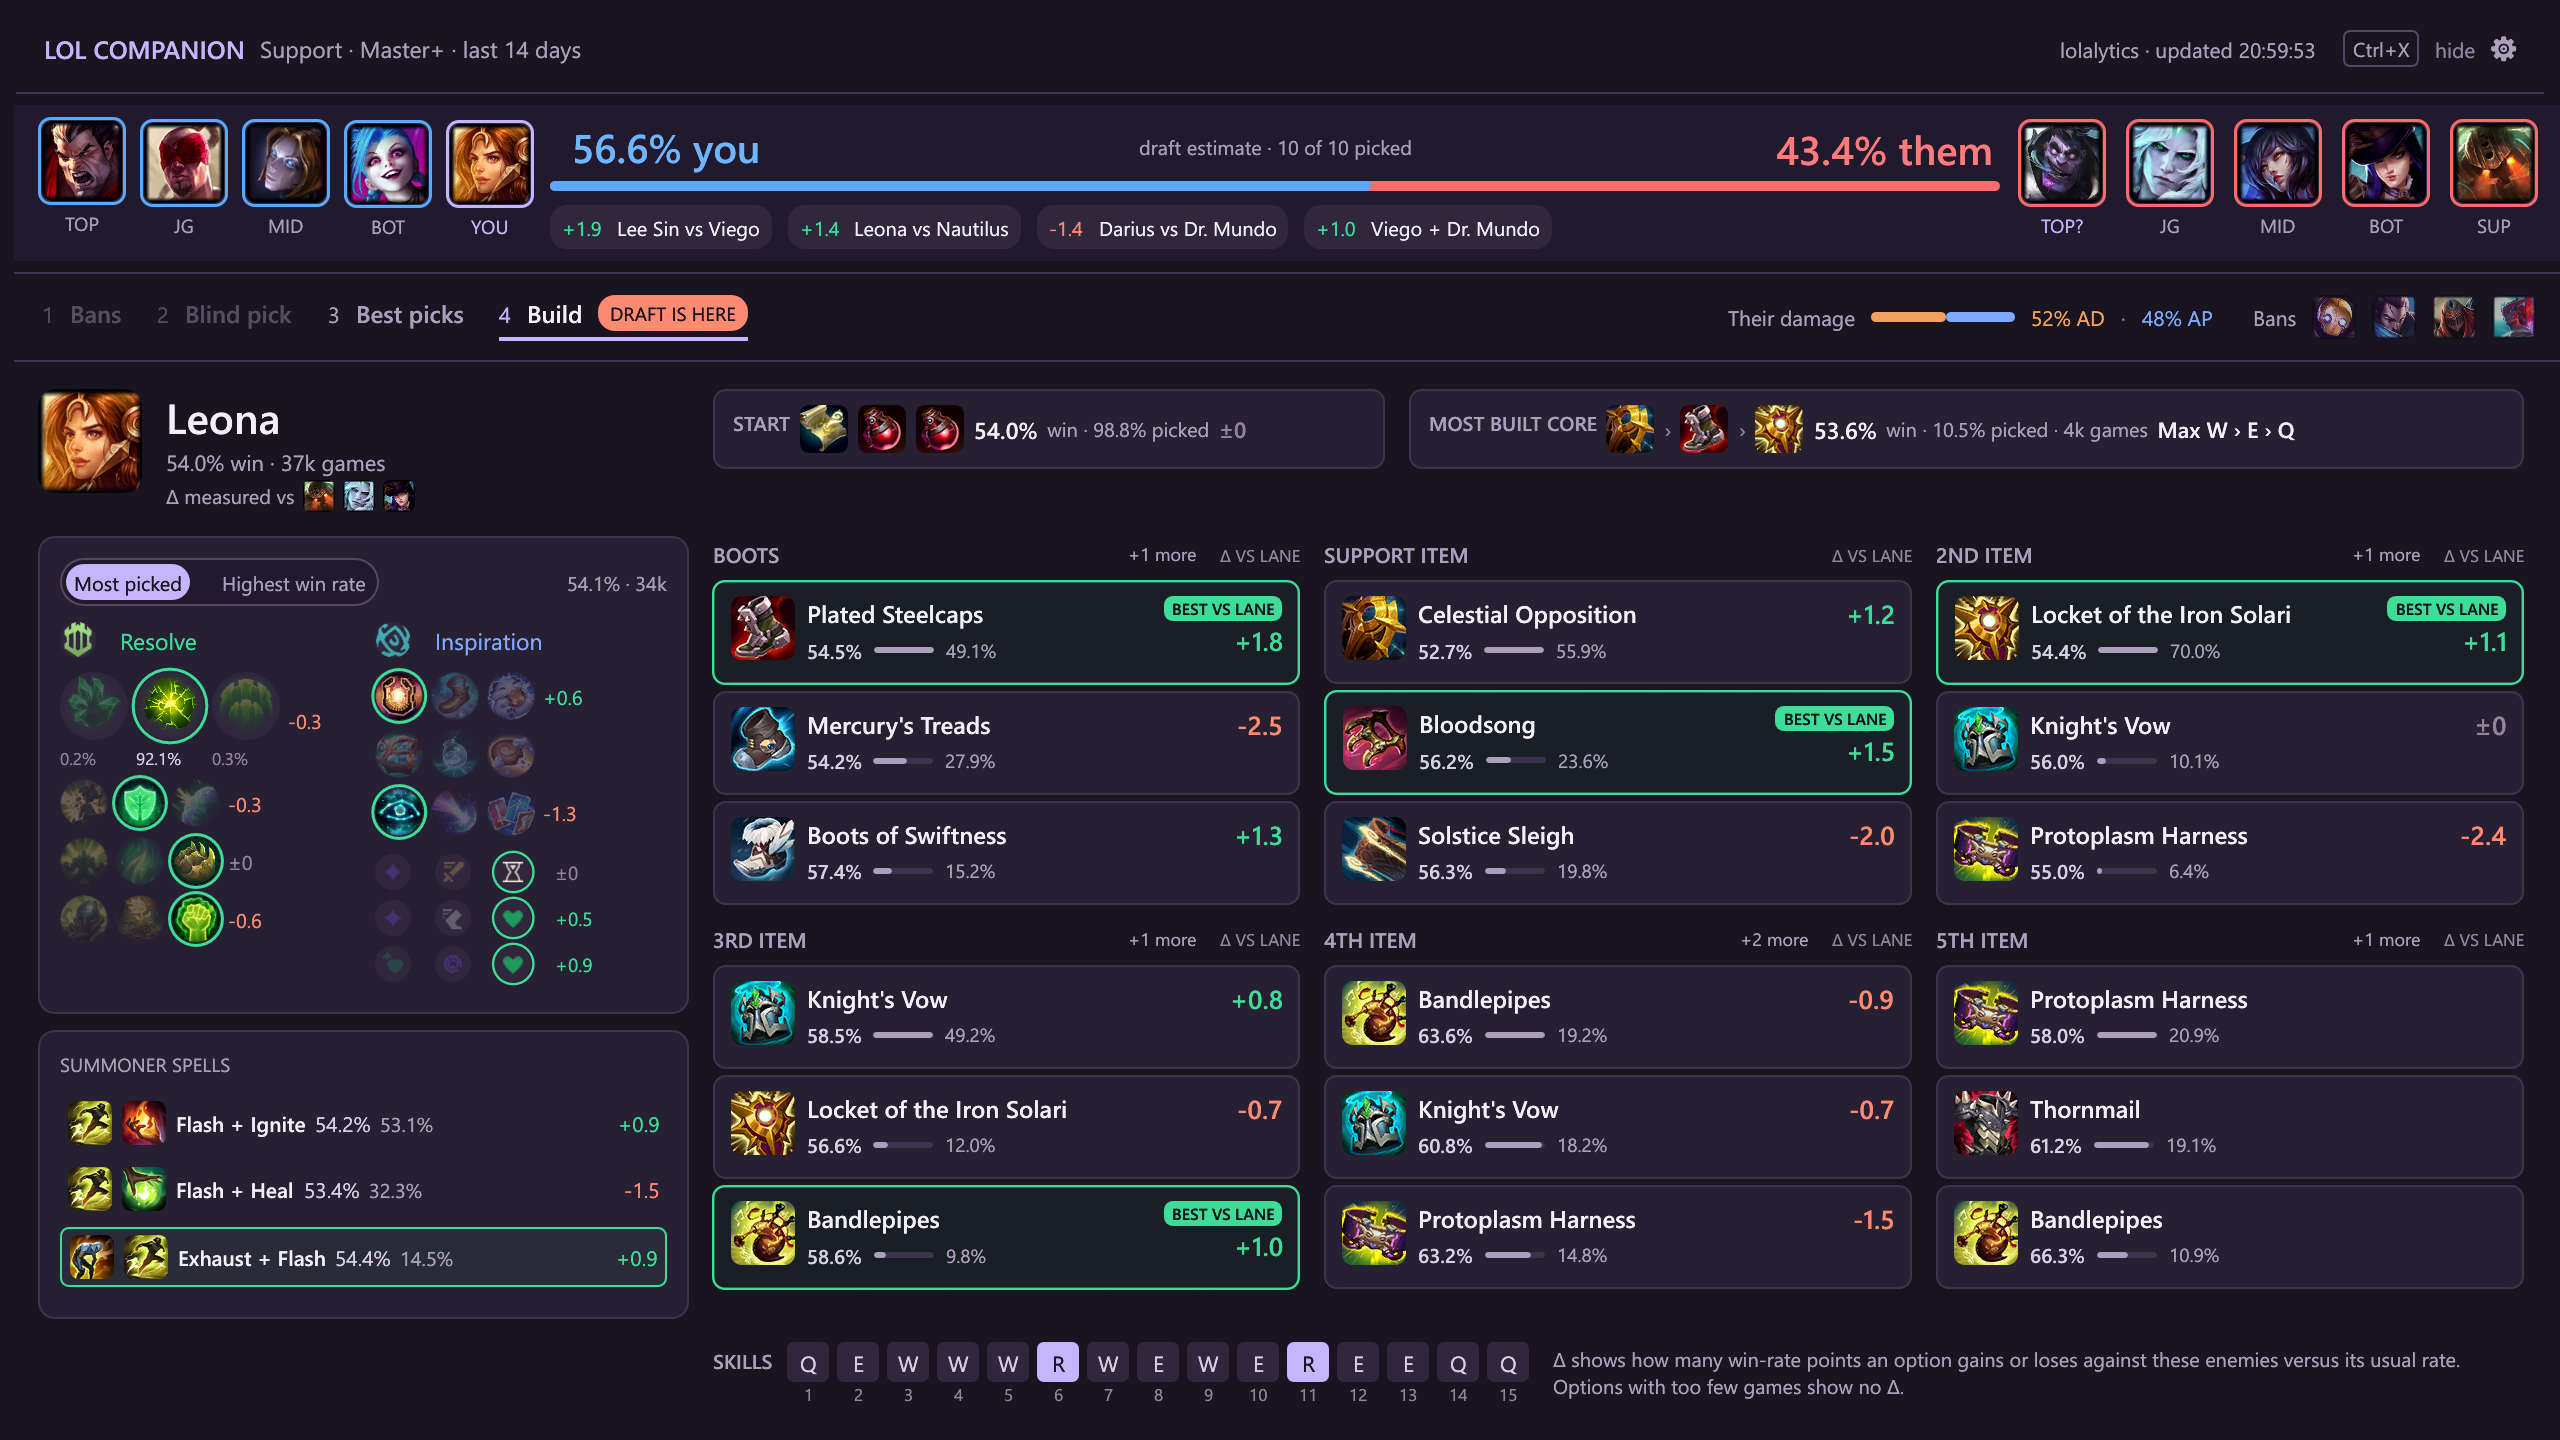 LOL COMPANION Support · Master+ · last 14 days
lolalytics · updated 20:59:53 Ctrl+X hide
TOP JG MID BOT YOU
56.6% you
draft estimate · 10 of 10 picked
43.4% them
+1.9 Lee Sin vs Viego
+1.4 Leona vs Nautilus
-1.4 Darius vs Dr. Mundo
+1.0 Viego + Dr. Mundo
TOP? JG MID BOT SUP
1 Bans 2 Blind pick 3 Best picks 4 Build DRAFT IS HERE
Their damage 52% AD · 48% AP Bans
Leona
54.0% win · 37k games
Δ measured vs
START 54.0% win · 98.8% picked ±0
MOST BUILT CORE › › 53.6% win · 10.5% picked · 4k games Max W › E › Q
Most picked Highest win rate 54.1% · 34k
Resolve
-0.3
0.2% 92.1% 0.3%
-0.3
±0
-0.6
Inspiration
+0.6
-1.3
±0
+0.5
+0.9
SUMMONER SPELLS
Flash + Ignite 54.2% 53.1% +0.9
Flash + Heal 53.4% 32.3% -1.5
Exhaust + Flash 54.4% 14.5% +0.9
BOOTS +1 more Δ VS LANE
Plated Steelcaps BEST VS LANE
54.5% 49.1% +1.8
Mercury's Treads -2.5
54.2% 27.9%
Boots of Swiftness +1.3
57.4% 15.2%
SUPPORT ITEM Δ VS LANE
Celestial Opposition +1.2
52.7% 55.9%
Bloodsong BEST VS LANE
56.2% 23.6% +1.5
Solstice Sleigh -2.0
56.3% 19.8%
2ND ITEM +1 more Δ VS LANE
Locket of the Iron Solari BEST VS LANE
54.4% 70.0% +1.1
Knight's Vow ±0
56.0% 10.1%
Protoplasm Harness -2.4
55.0% 6.4%
3RD ITEM +1 more Δ VS LANE
Knight's Vow +0.8
58.5% 49.2%
Locket of the Iron Solari -0.7
56.6% 12.0%
Bandlepipes BEST VS LANE
58.6% 9.8% +1.0
4TH ITEM +2 more Δ VS LANE
Bandlepipes -0.9
63.6% 19.2%
Knight's Vow -0.7
60.8% 18.2%
Protoplasm Harness -1.5
63.2% 14.8%
5TH ITEM +1 more Δ VS LANE
Protoplasm Harness
58.0% 20.9%
Thornmail
61.2% 19.1%
Bandlepipes
66.3% 10.9%
SKILLS Q E W W W R W E W E R E E Q Q
1 2 3 4 5 6 7 8 9 10 11 12 13 14 15
Δ shows how many win-rate points an option gains or loses against these enemies versus its usual rate.
Options with too few games show no Δ.